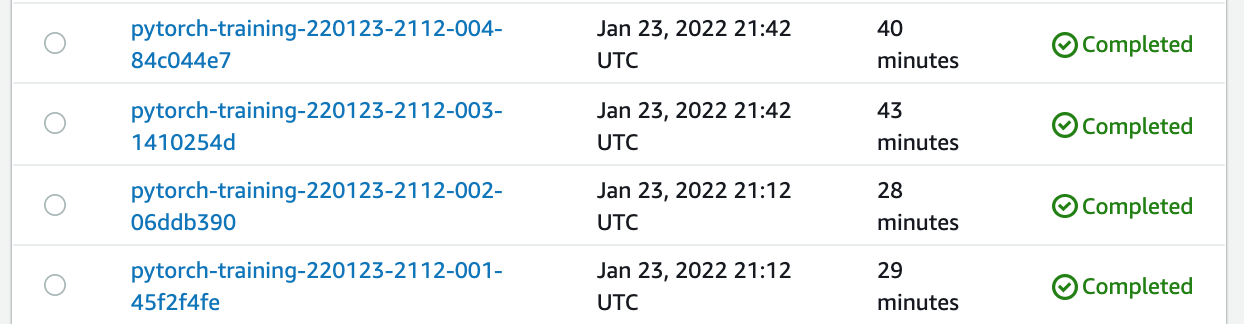 pytorch-training-220123-2112-004- Jan 23, 2022 21:42 40 Completed
84c044e7 UTC minutes
pytorch-training-220123-2112-003- Jan 23, 2022 21:42 43 Completed
1410254d UTC minutes
pytorch-training-220123-2112-002- Jan 23, 2022 21:12 28 Completed
06ddb390 UTC minutes
pytorch-training-220123-2112-001- Jan 23, 2022 21:12 29 Completed
45f2f4fe UTC minutes